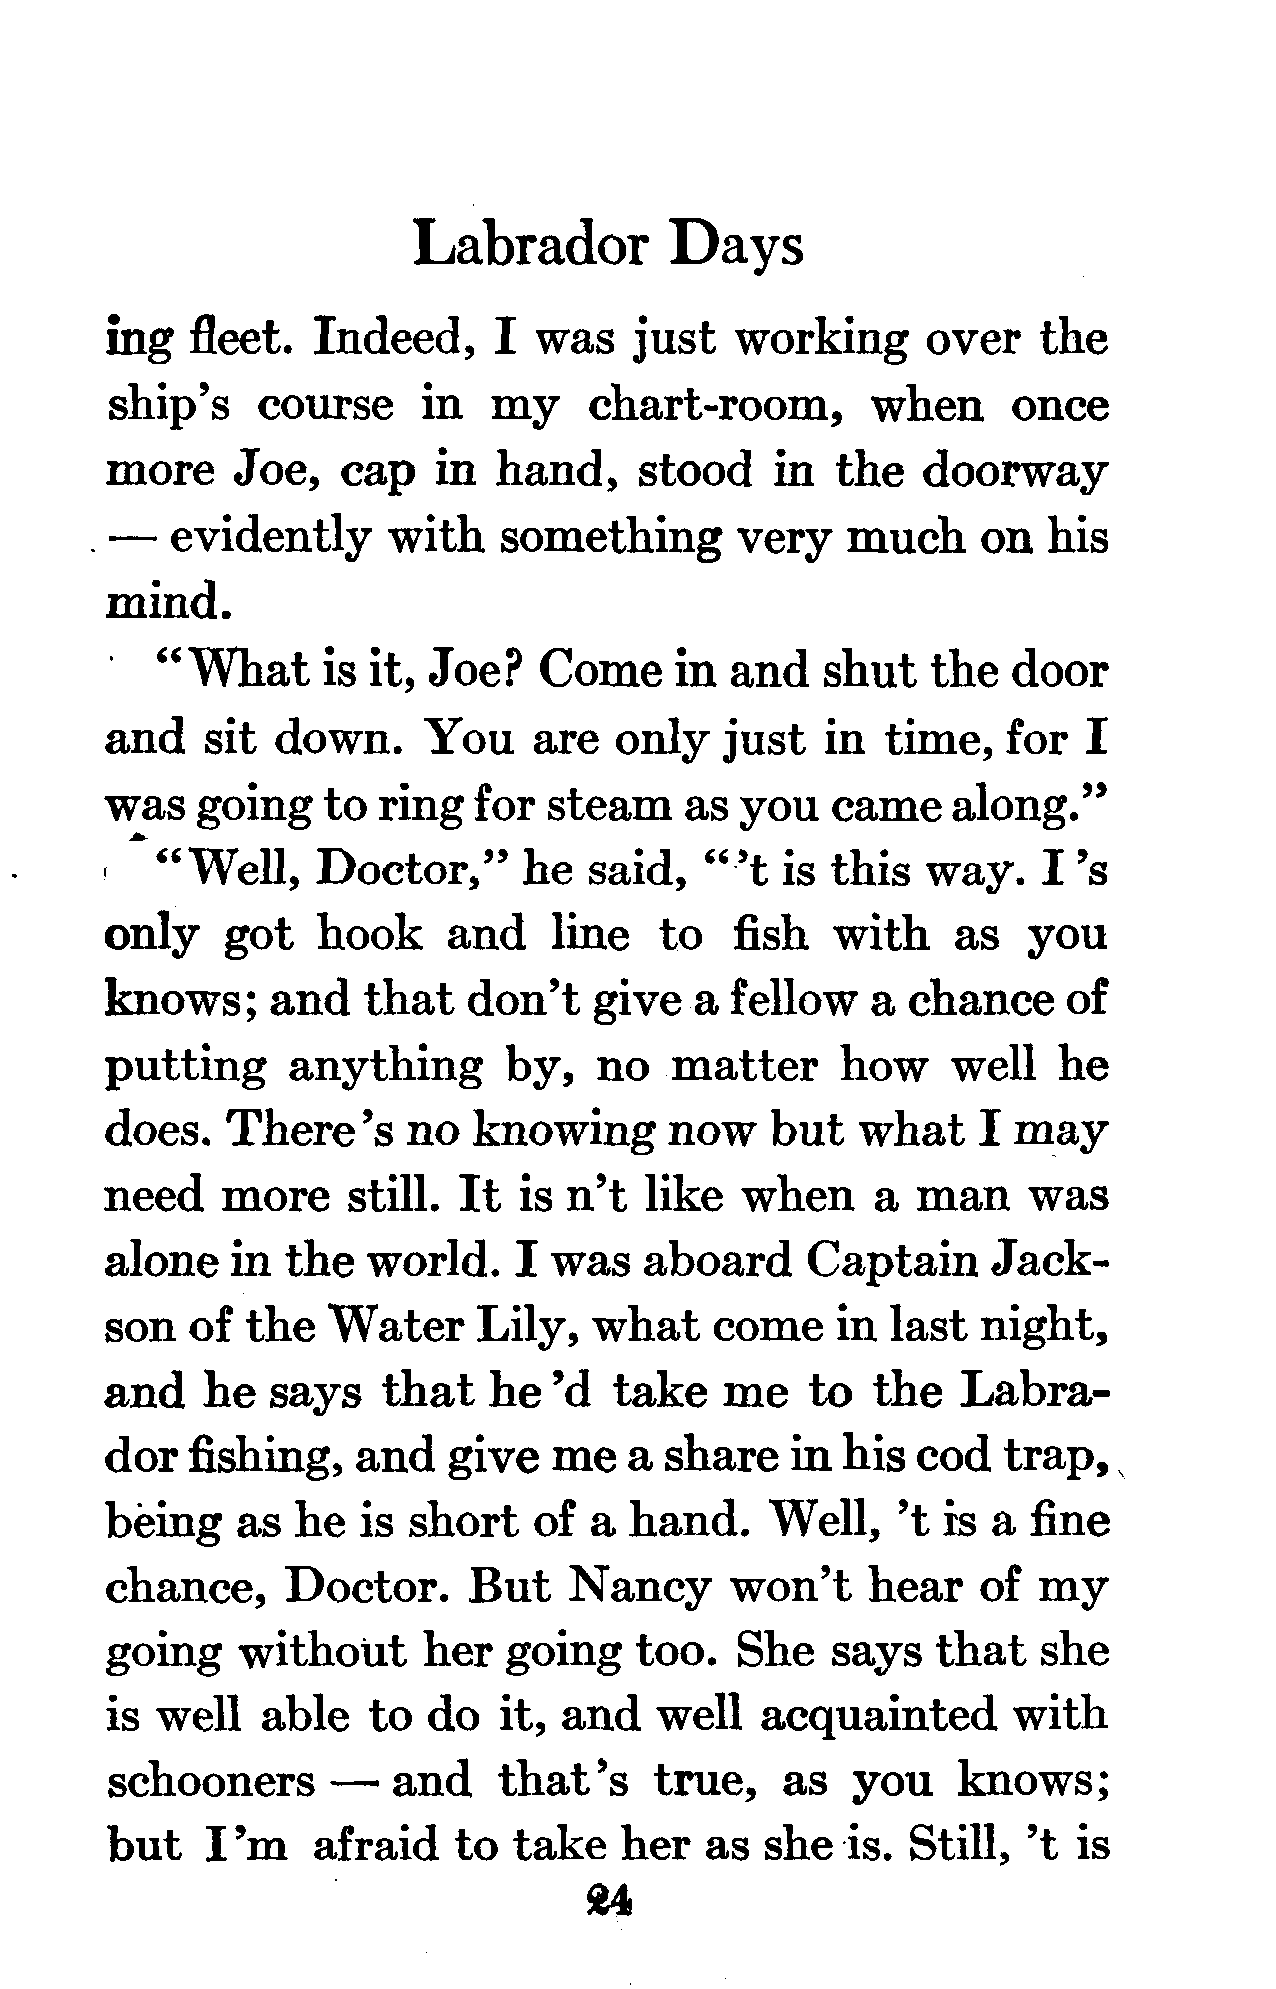 Labrador Days
ing fleet. Indeed, I was just working over the
ship's course in my chart-room, when once
more Joe, cap in hand, stood in the doorway
— evidently with something very much on his
mind.
"What is it, Joe? Come in and shut the door
and sit down. You are only just in time, for I
was going to ring for steam as you came along."
"Well, Doctor," he said, "'t is this way. I 's
only got hook and line to fish with as you
knows; and that don't give a fellow a chance of
putting anything by, no matter how well he
does. There 's no knowing now but what I may
need more still. It is n't like when a man was
alone in the world. I was aboard Captain Jack-
son of the Water Lily, what come in last night,
and he says that he 'd take me to the Labra-
dor fishing, and give me a share in his cod trap,
being as he is short of a hand. Well, 't is a fine
chance, Doctor. But Nancy won't hear of my
going without her going too. She says that she
is well able to do it, and well acquainted with
schooners — and that 's true, as you knows;
but I 'm afraid to take her as she is. Still, 't is
24